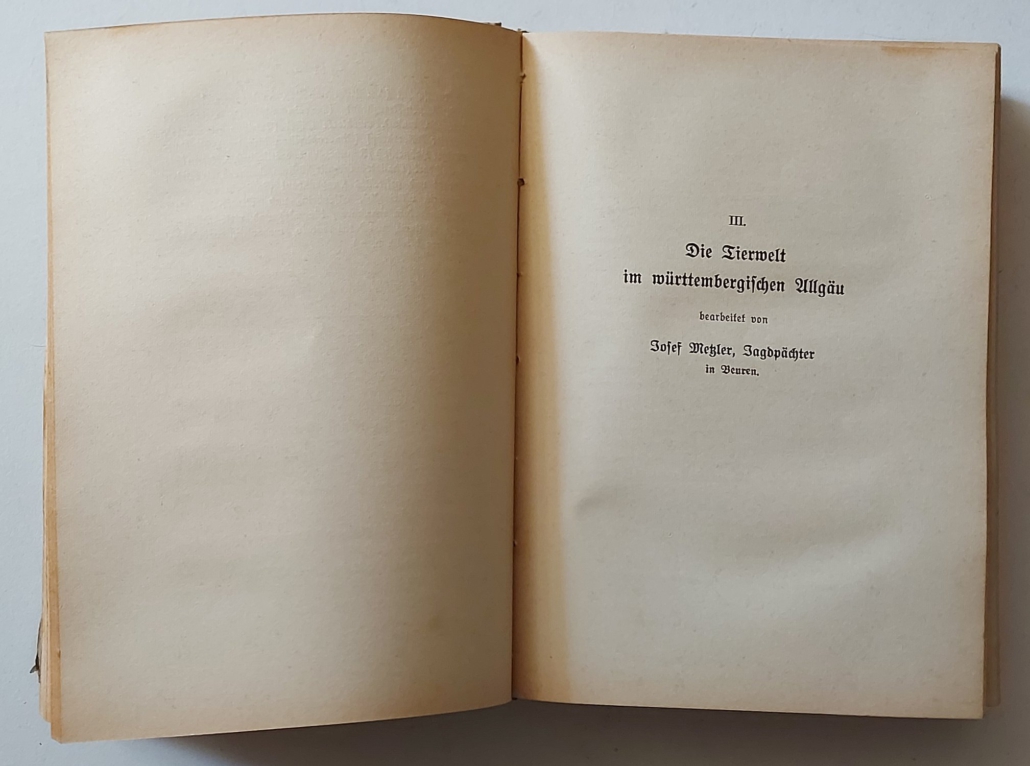 III.
Die Tierwelt
im württembergischen Allgäu
bearbeitet von
Josef Metzler, Jagdpächter
in Beuren.